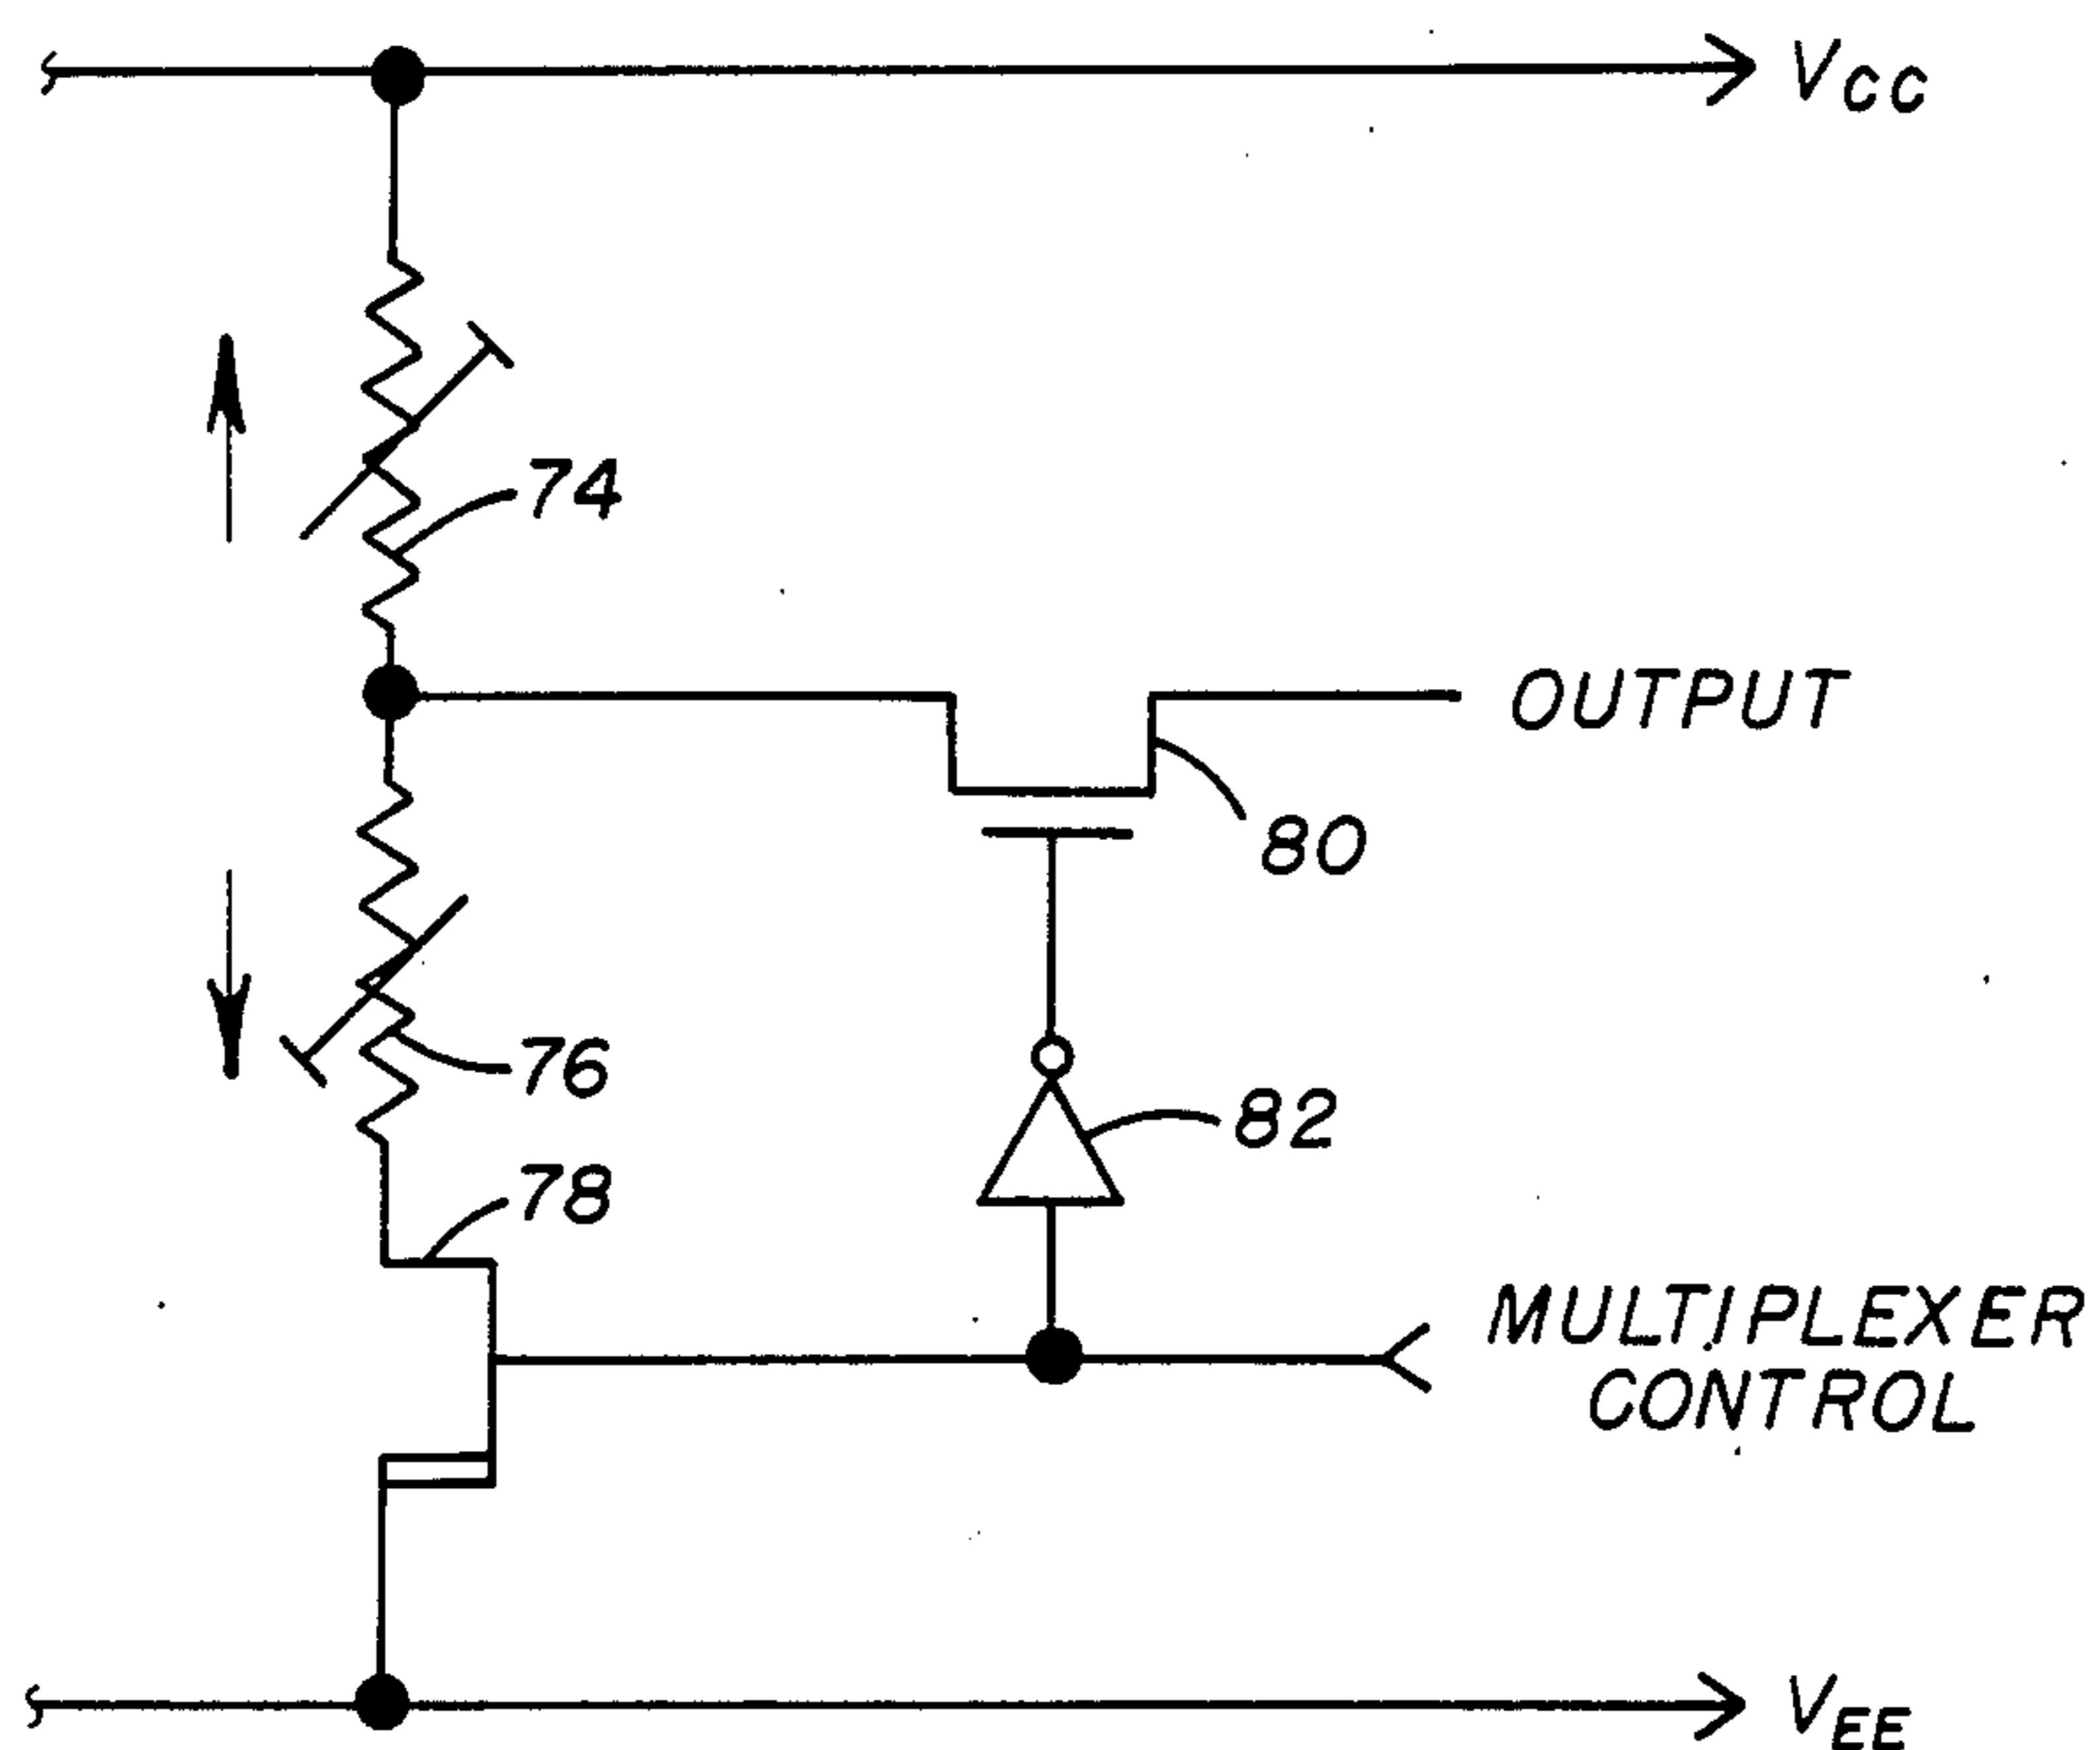 VCC
74
OUTPUT
80
76
82
78
MULTIPLEXER
CONTROL
VEE